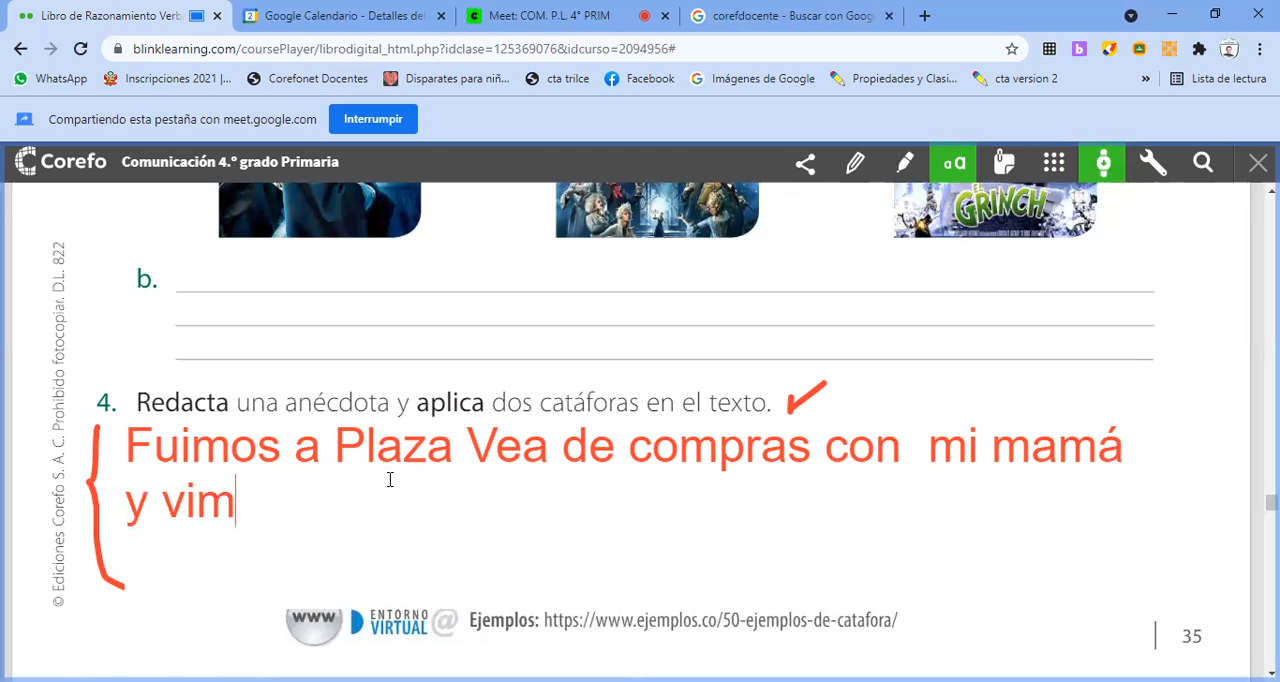 Libro de Razonamiento Verb
Google Calendario - Detalles del
Meet: COM. P.L. 4° PRIM
corefdocente - Buscar con Goog
blinklearning.com/coursePlayer/librodigital_html.php?idclase=125369076&idcurso=2094956#
WhatsApp
Inscripciones 2021 |...
Corefonet Docentes
Disparates para niñ...
cta trilce
Facebook
Imágenes de Google
Propiedades y Clasi...
cta version 2
»
Lista de lectura
Compartiendo esta pestaña con meet.google.com
Interrumpir
Corefo
Comunicación 4.º grado Primaria
aa
EL GRINCH
© Ediciones Corefo S. A. C. Prohibido fotocopiar. D.L. 822
b.
4. Redacta una anécdota y aplica dos catáforas en el texto.
Fuimos a Plaza Vea de compras con mi mamá
y vim
www
ENTORNO
VIRTUAL
@
Ejemplos: https://www.ejemplos.co/50-ejemplos-de-catafora/
35